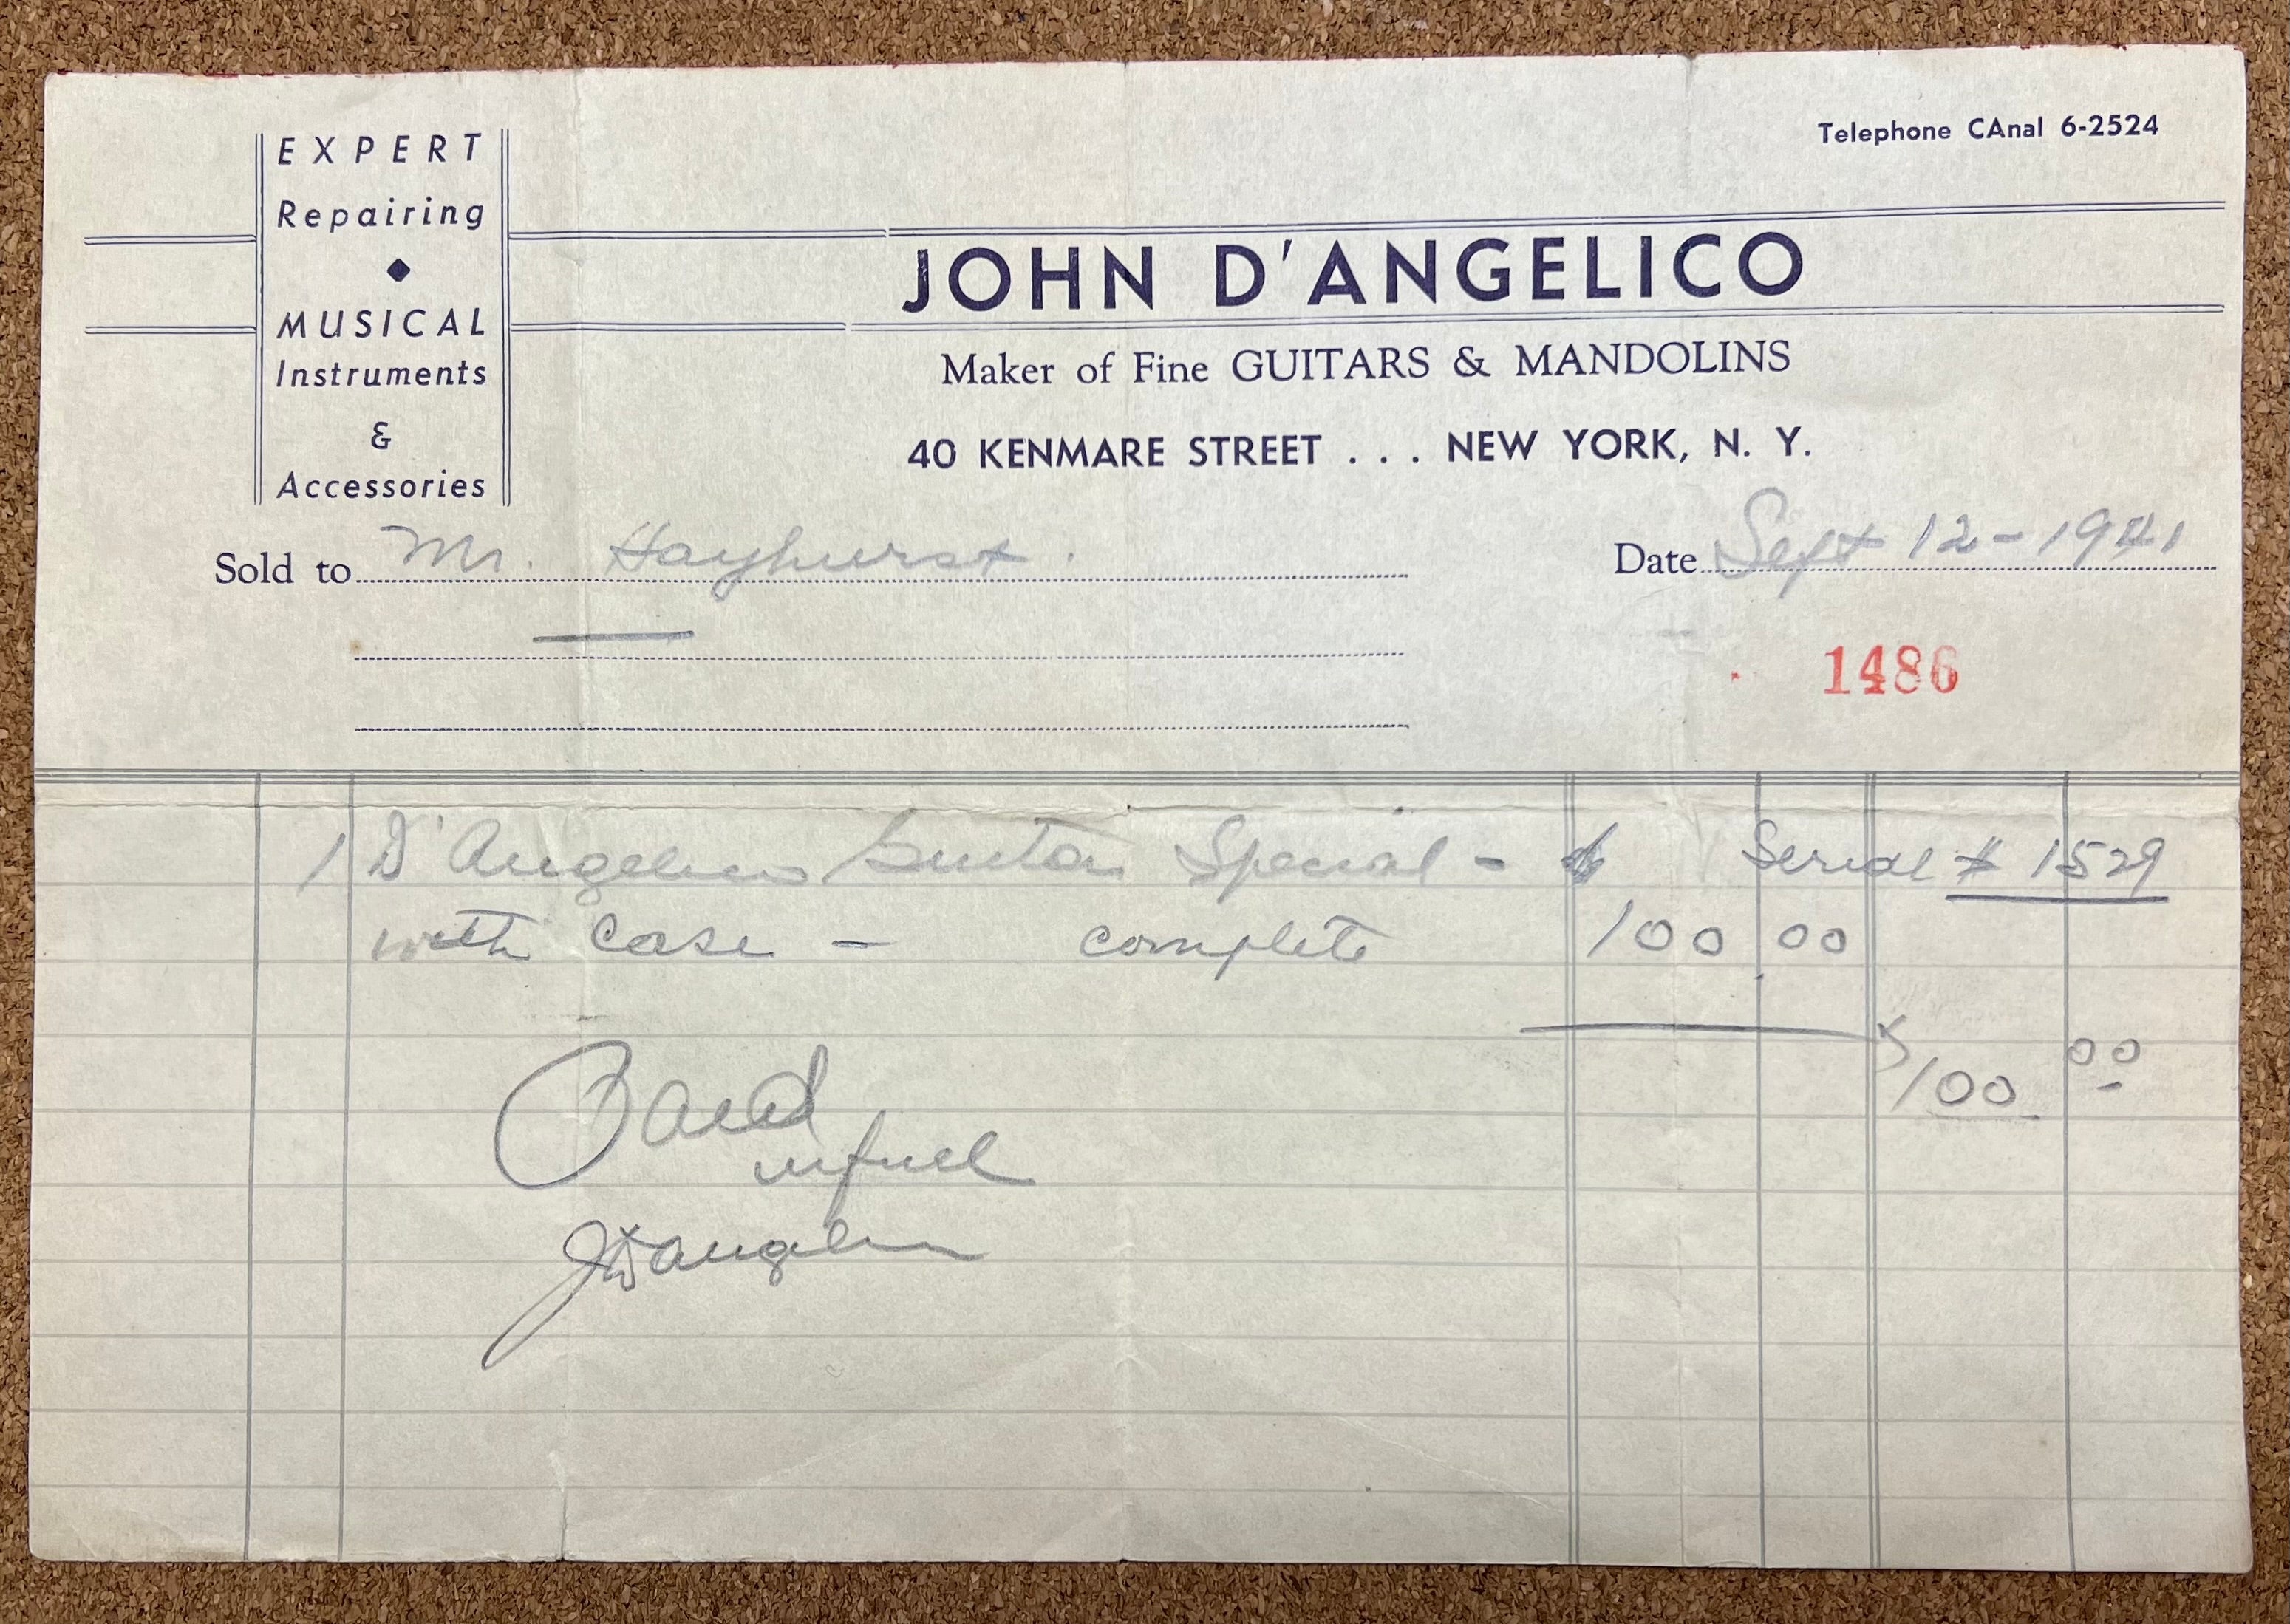 EXPERT
Repairing
MUSICAL
Instruments
&
Accessories
Telephone CAnal 6-2524
JOHN D'ANGELICO
Maker of Fine GUITARS & MANDOLINS
40 KENMARE STREET . . . NEW YORK, N. Y.
Sold to Mr. Hayhurst.
Date Sept 12-1941
1486
1 D'Angelico Guitar Special - $ Serial # 1529
with case - complete 100.00
$100.00
Paid
in full
J D'Angelico